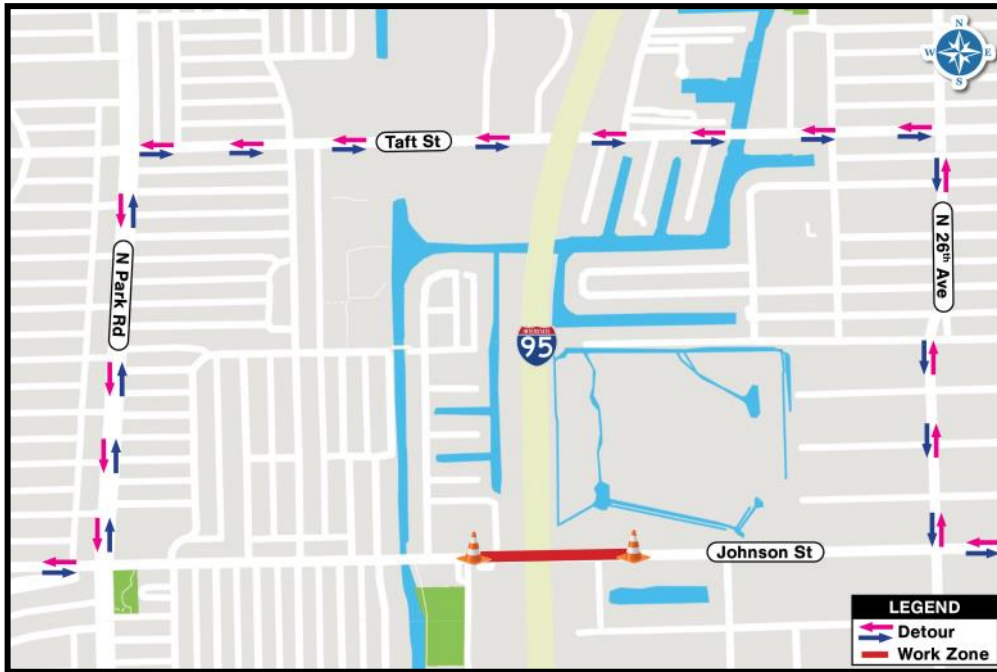 N
W E
S
Taft St
N Park Rd
N 26th Ave
INTERSTATE
95
Johnson St
LEGEND
Detour
Work Zone